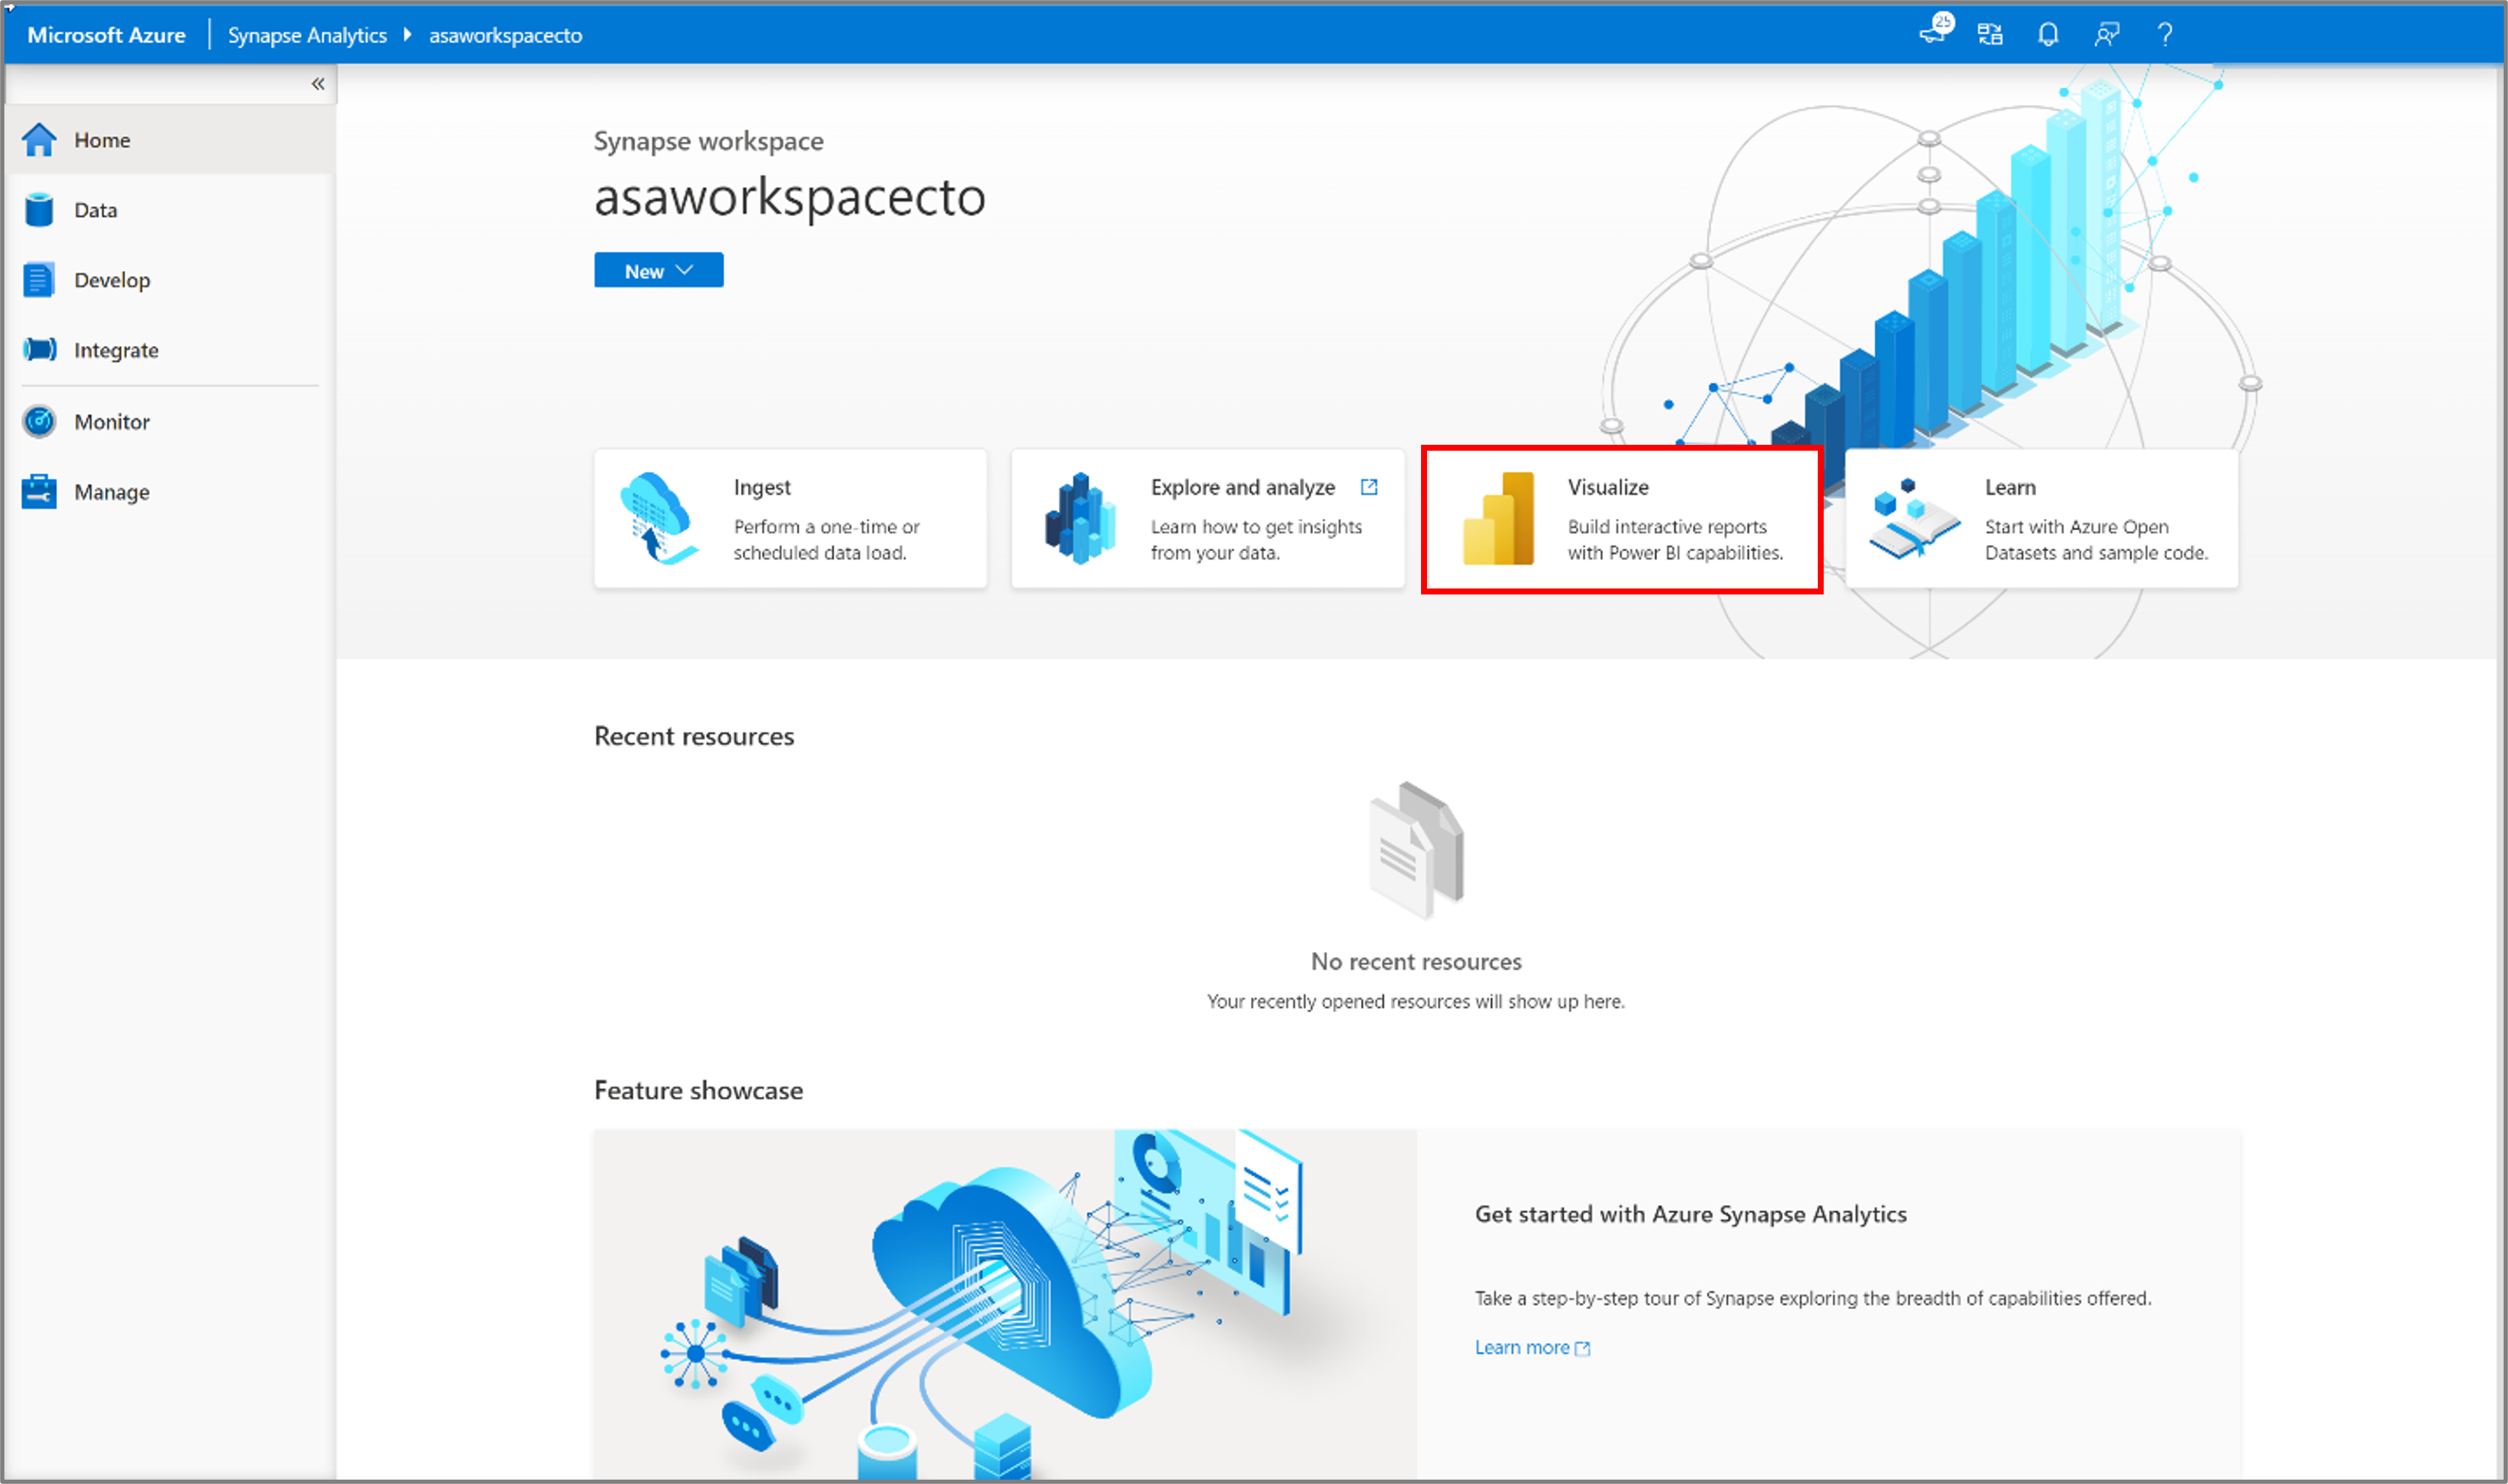 Microsoft Azure
Synapse Analytics
asaworkspacecto
25
Home
Data
Develop
Integrate
Monitor
Manage
Synapse workspace
asaworkspacecto
New
Ingest
Perform a one-time or
scheduled data load.
Explore and analyze
Learn how to get insights
from your data.
Visualize
Build interactive reports
with Power BI capabilities.
Learn
Start with Azure Open
Datasets and sample code.
Recent resources
No recent resources
Your recently opened resources will show up here.
Feature showcase
Get started with Azure Synapse Analytics
Take a step-by-step tour of Synapse exploring the breadth of capabilities offered.
Learn more